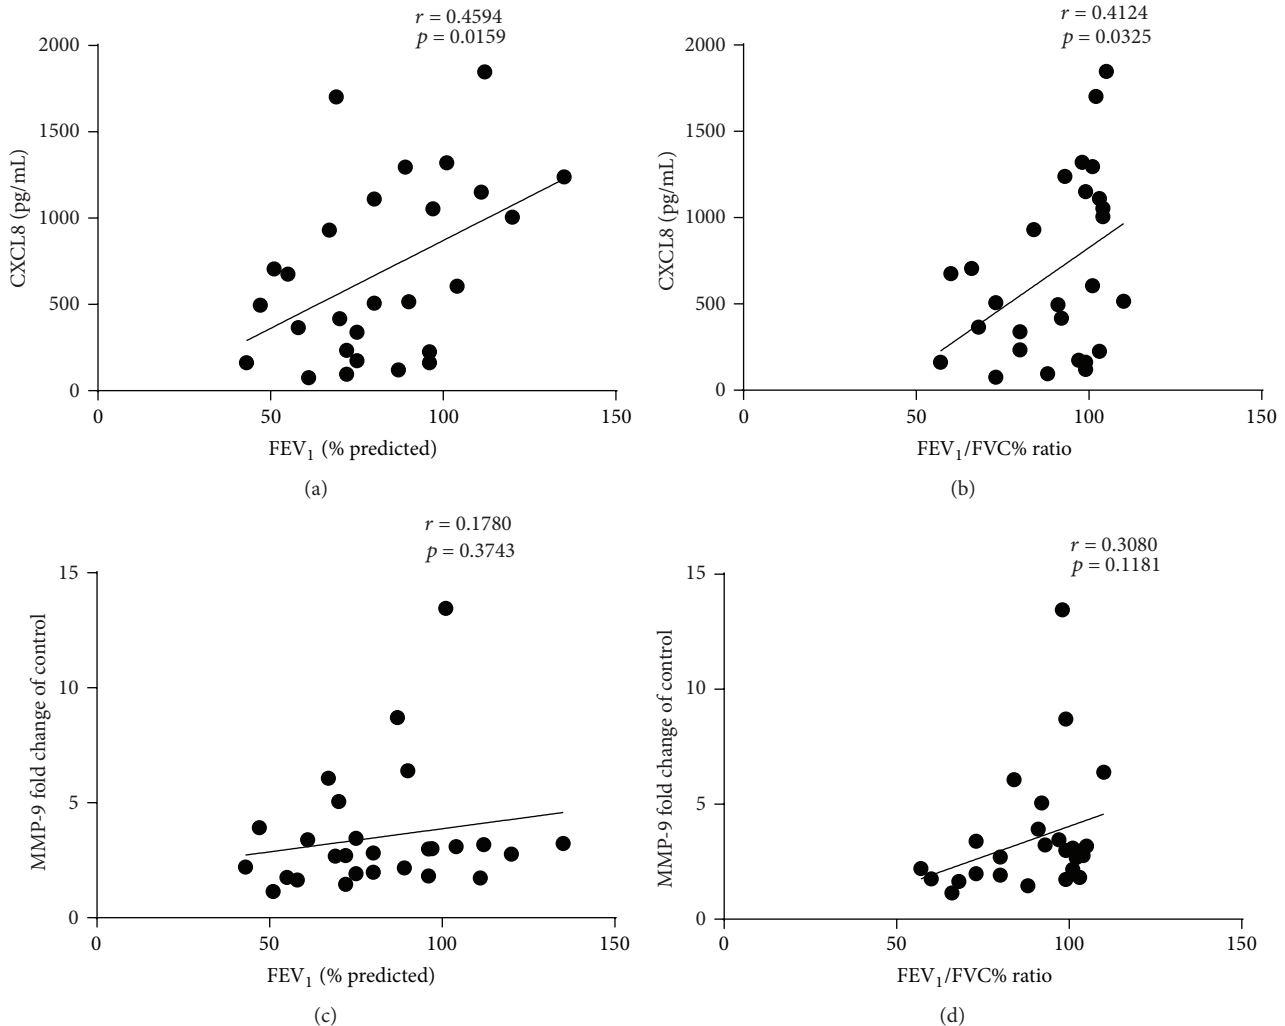 r = 0.4594
p = 0.0159
2000
1500
1000
500
0
CXCL8 (pg/mL)
0
50
100
150
FEV1 (% predicted)
(a)
r = 0.4124
p = 0.0325
2000
1500
1000
500
0
CXCL8 (pg/mL)
0
50
100
150
FEV1/FVC% ratio
(b)
r = 0.1780
p = 0.3743
15
10
5
0
MMP-9 fold change of control
0
50
100
150
FEV1 (% predicted)
(c)
r = 0.3080
p = 0.1181
15
10
5
0
MMP-9 fold change of control
0
50
100
150
FEV1/FVC% ratio
(d)